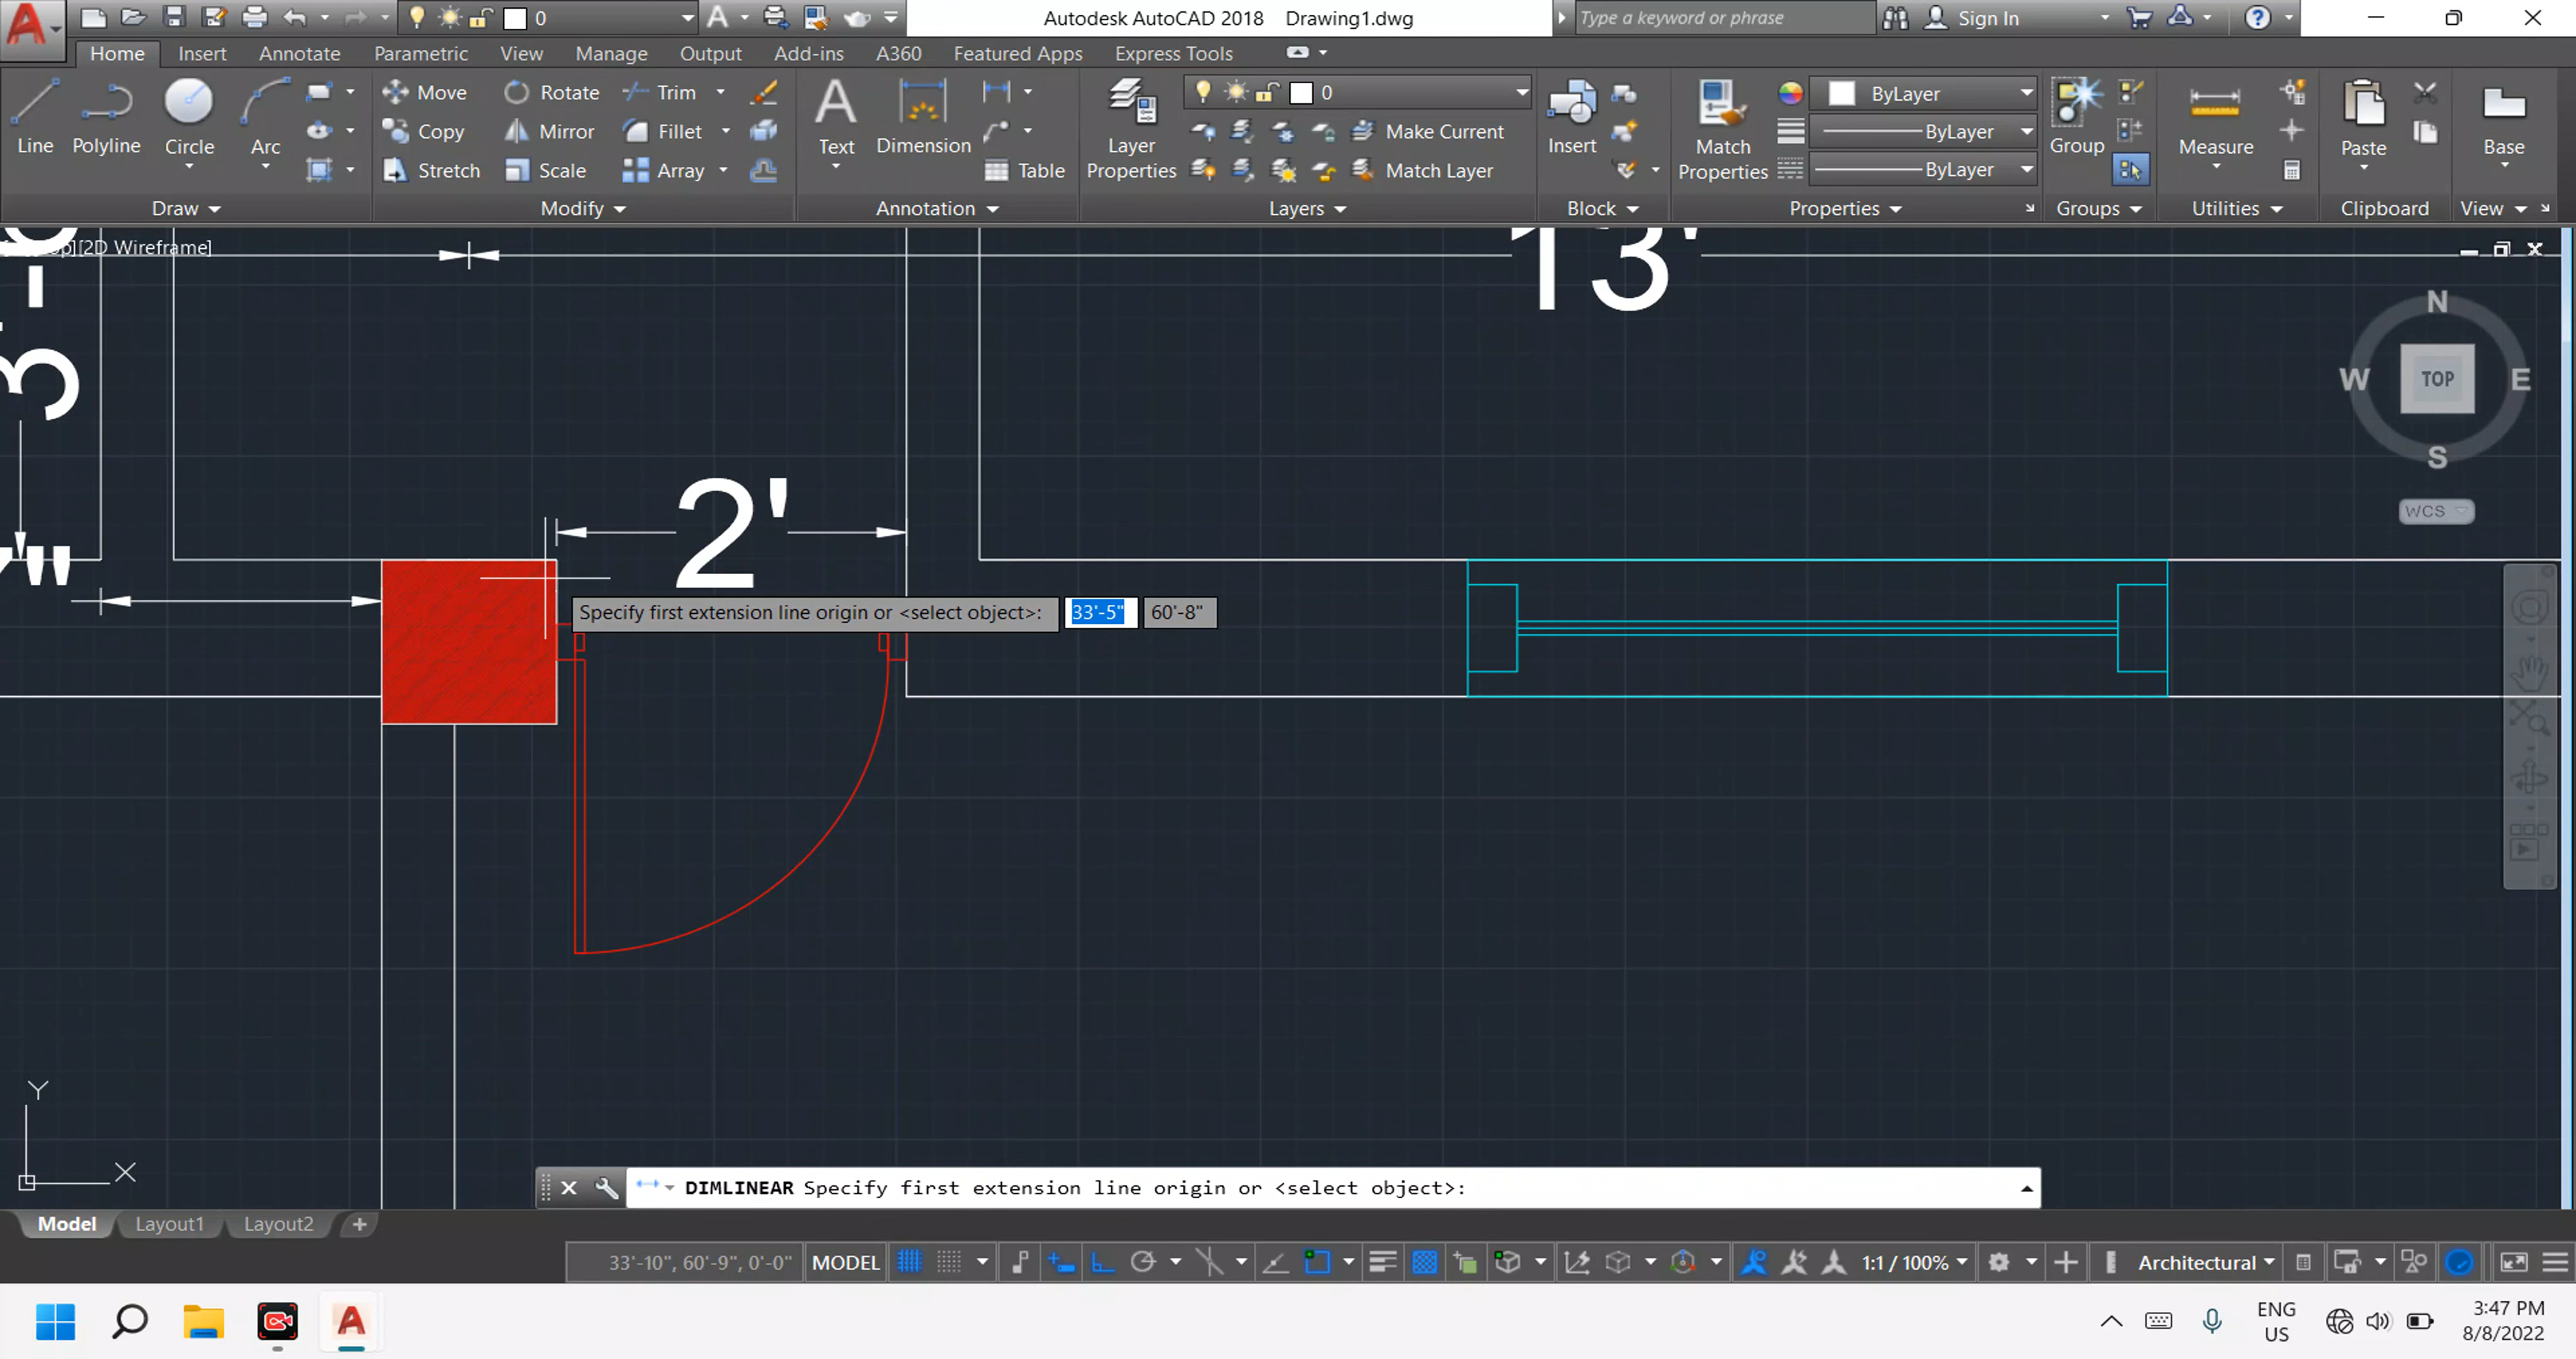 0
Autodesk AutoCAD 2018 Drawing1.dwg
Type a keyword or phrase
Sign In
Home Insert Annotate Parametric View Manage Output Add-ins A360 Featured Apps Express Tools
Line Polyline Circle Arc
Move Rotate Trim
Copy Mirror Fillet
Stretch Scale Array
Text Dimension
Table
Layer Properties
0
Make Current
Match Layer
Insert
Match Properties
ByLayer
ByLayer
ByLayer
Group
Measure
Paste
Base
Draw Modify Annotation Layers Block Properties Groups Utilities Clipboard View
[2D Wireframe]
13'
N
W TOP E
S
WCS
2'
Specify first extension line origin or <select object>: 33'-5" 60'-8"
Y
X
DIMLINEAR Specify first extension line origin or <select object>:
Model Layout1 Layout2 +
33'-10", 60'-9", 0'-0" MODEL 1:1 / 100% Architectural
ENG
US
3:47 PM
8/8/2022